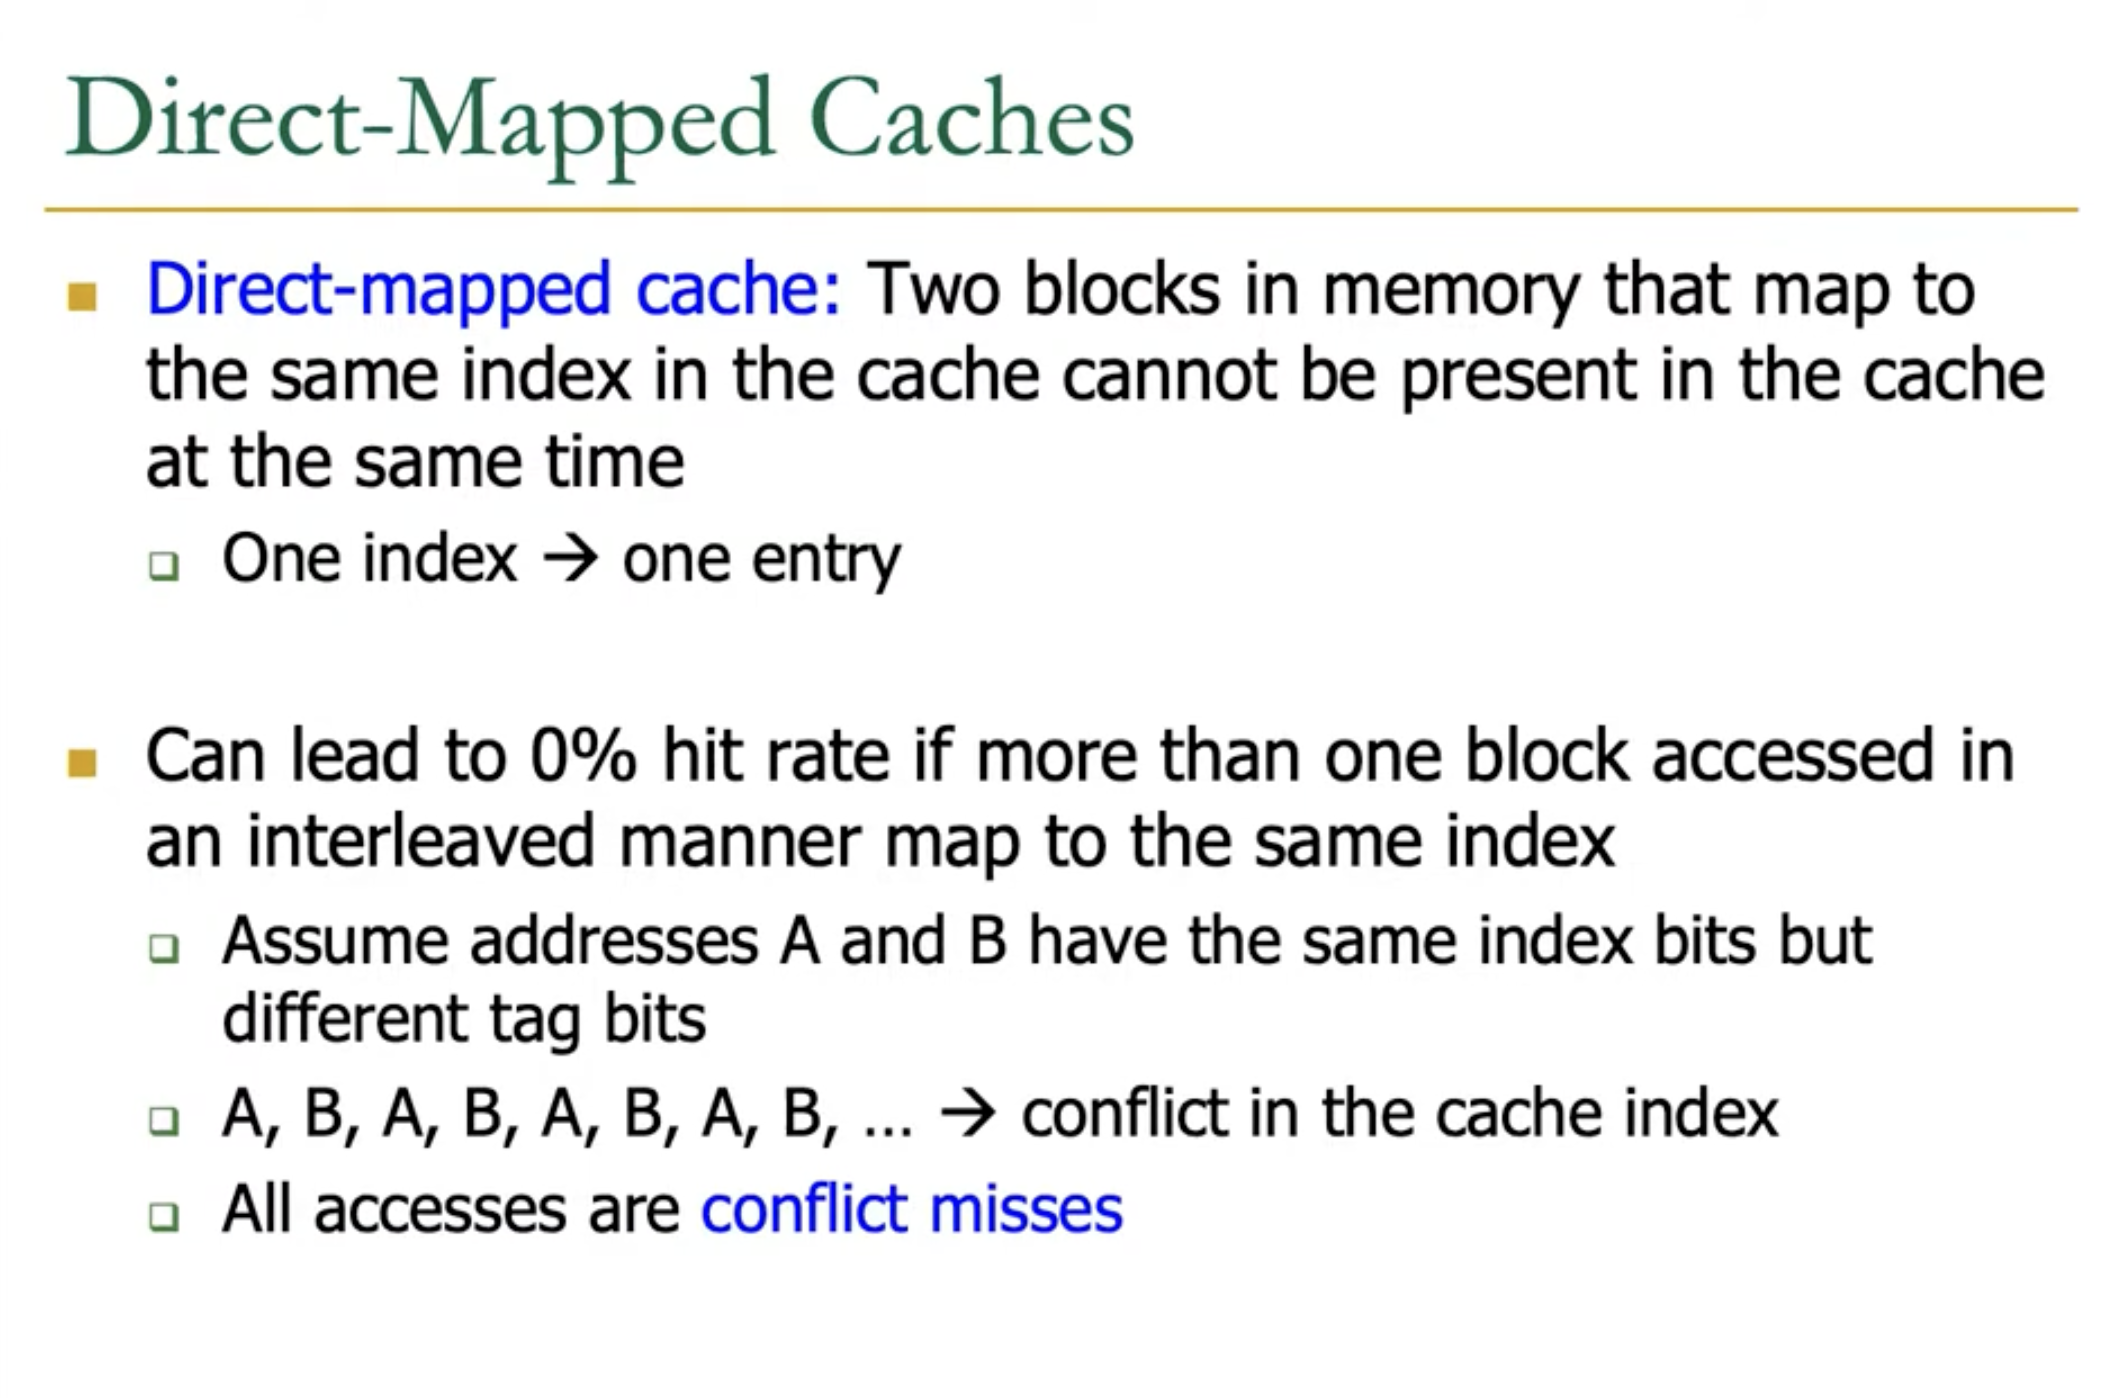 Direct-Mapped Caches
Direct-mapped cache: Two blocks in memory that map to
the same index in the cache cannot be present in the cache
at the same time
One index → one entry
Can lead to 0% hit rate if more than one block accessed in
an interleaved manner map to the same index
Assume addresses A and B have the same index bits but
different tag bits
A, B, A, B, A, B, A, B, … → conflict in the cache index
All accesses are conflict misses